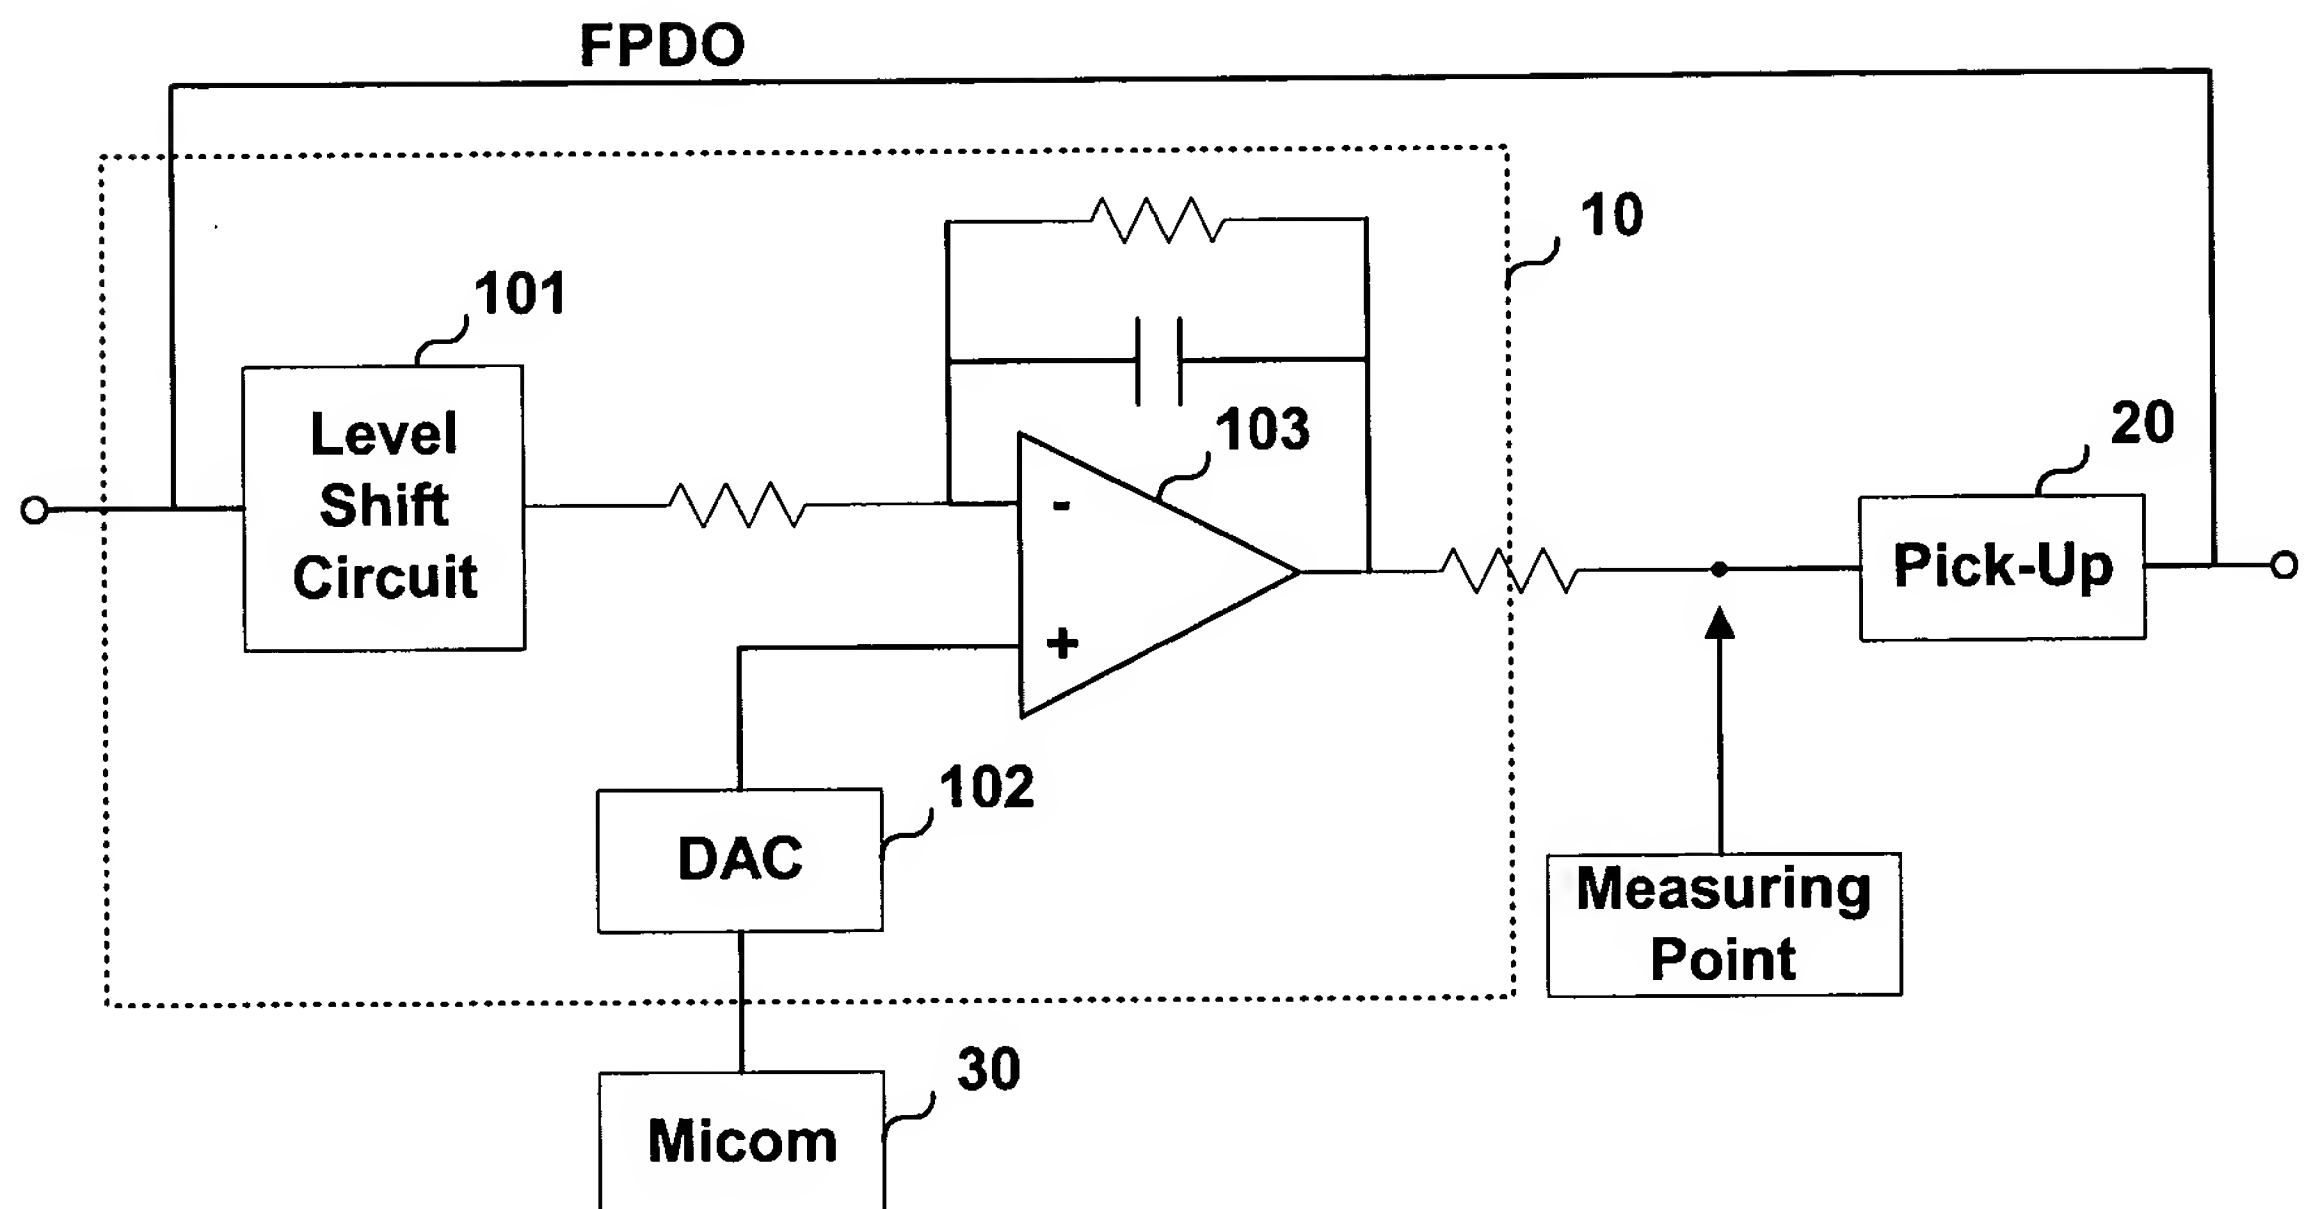 FPDO
10
101
Level
Shift
Circuit
103
-
+
20
Pick-Up
102
DAC
Measuring
Point
30
Micom